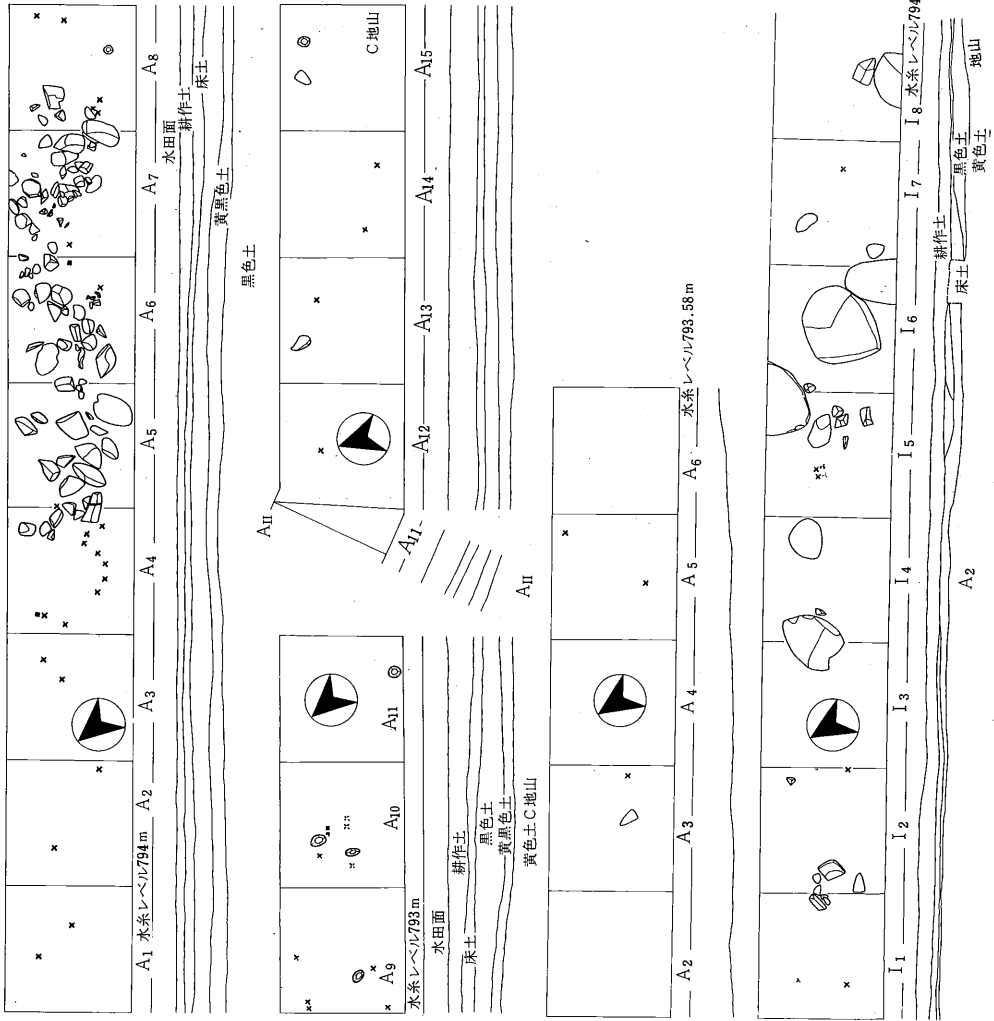 A1 水糸レベル794m A2 A3 A4 A5 A6 A7 A8
水田面
耕作土
床土
黄黒色土
黒色土
C地山
AII
A11 A12 A13 A14 A15
A9 A10 A11
水糸レベル793m
水田面
耕作土
床土
黒色土
黄黒色土
黄色土C地山
AII
A2 A3 A4 A5 A6 水糸レベル793.58m
I1 I2 I3 I4 I5 I6 I7 I8 水糸レベル794
耕作土
床土
黒色土
黄色土
地山
A2